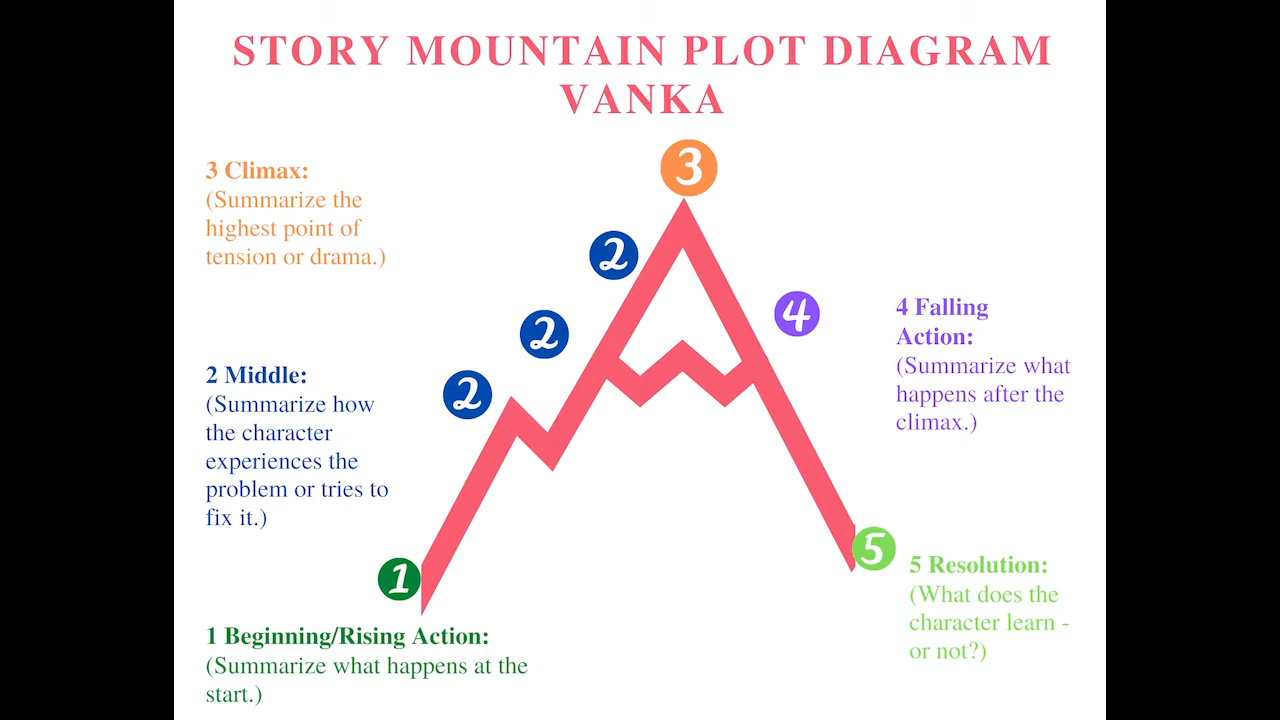 STORY MOUNTAIN PLOT DIAGRAM
VANKA
3
3 Climax:
(Summarize the
highest point of
tension or drama.)
2
2
2
2 Middle:
(Summarize how
the character
experiences the
problem or tries to
fix it.)
4
4 Falling
Action:
(Summarize what
happens after the
climax.)
1
1 Beginning/Rising Action:
(Summarize what happens at the
start.)
5
5 Resolution:
(What does the
character learn -
or not?)